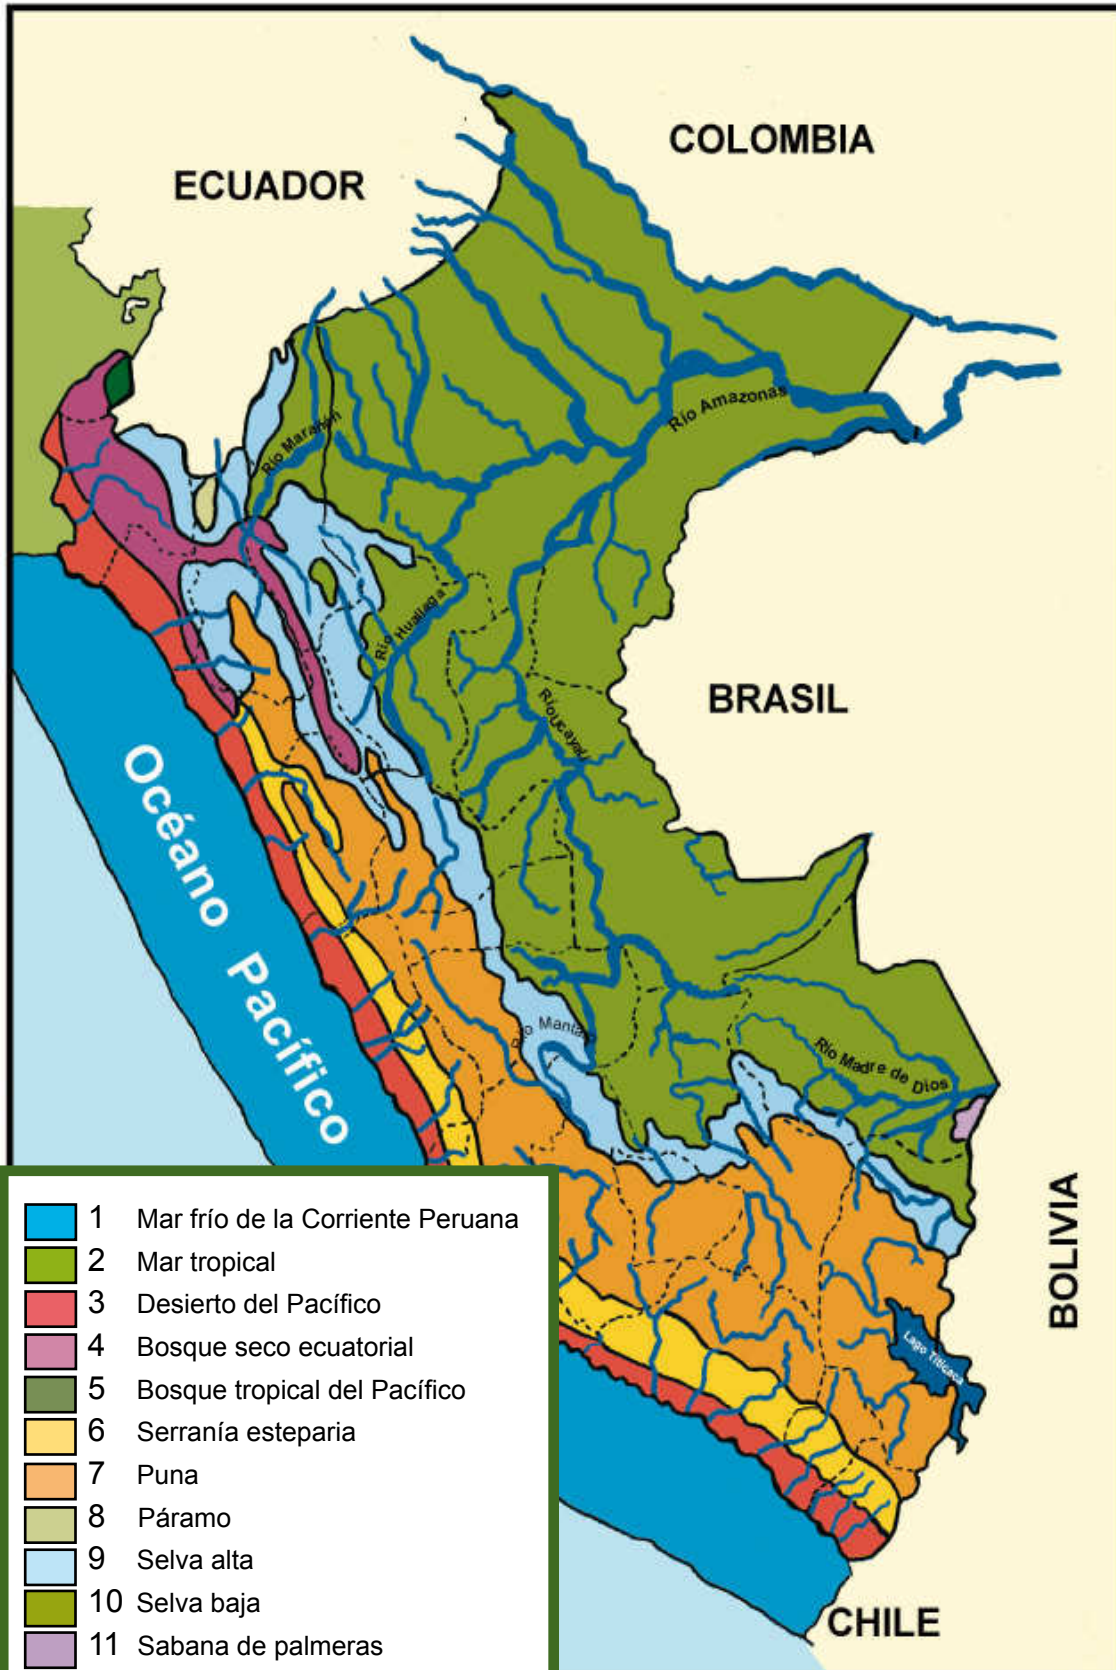 COLOMBIA
ECUADOR
Río Amazonas
Río Marañón
Río Huallaga
Río Ucayali
BRASIL
Océano Pacífico
Río Mantaro
Río Madre de Dios
BOLIVIA
Lago Titicaca
CHILE
1 Mar frío de la Corriente Peruana
2 Mar tropical
3 Desierto del Pacífico
4 Bosque seco ecuatorial
5 Bosque tropical del Pacífico
6 Serranía esteparia
7 Puna
8 Páramo
9 Selva alta
10 Selva baja
11 Sabana de palmeras